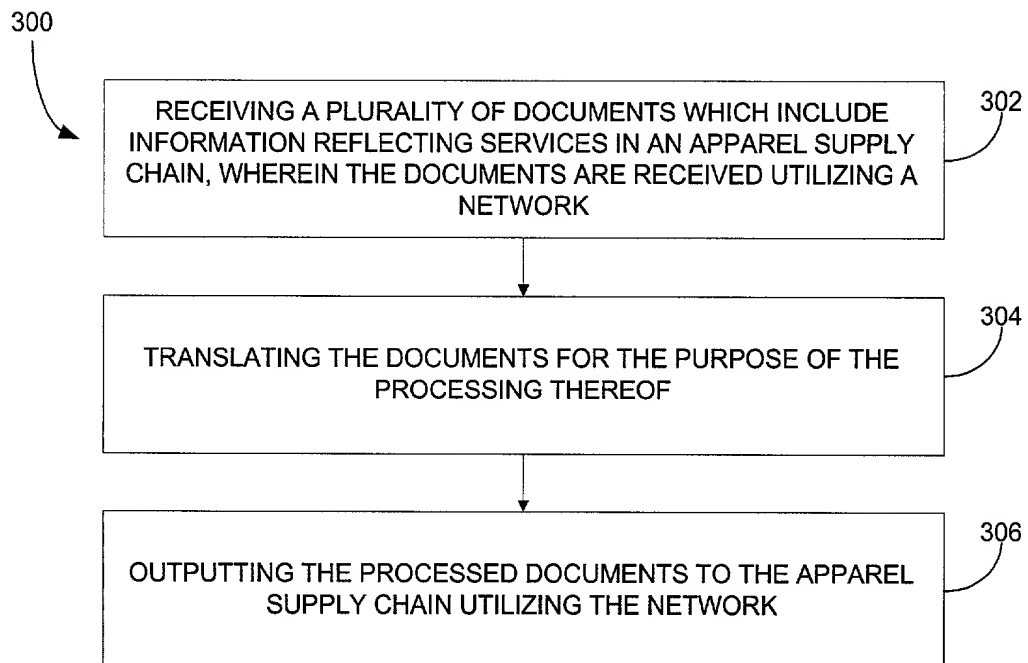 300
RECEIVING A PLURALITY OF DOCUMENTS WHICH INCLUDE
INFORMATION REFLECTING SERVICES IN AN APPAREL SUPPLY
CHAIN, WHEREIN THE DOCUMENTS ARE RECEIVED UTILIZING A
NETWORK
302
TRANSLATING THE DOCUMENTS FOR THE PURPOSE OF THE
PROCESSING THEREOF
304
OUTPUTTING THE PROCESSED DOCUMENTS TO THE APPAREL
SUPPLY CHAIN UTILIZING THE NETWORK
306